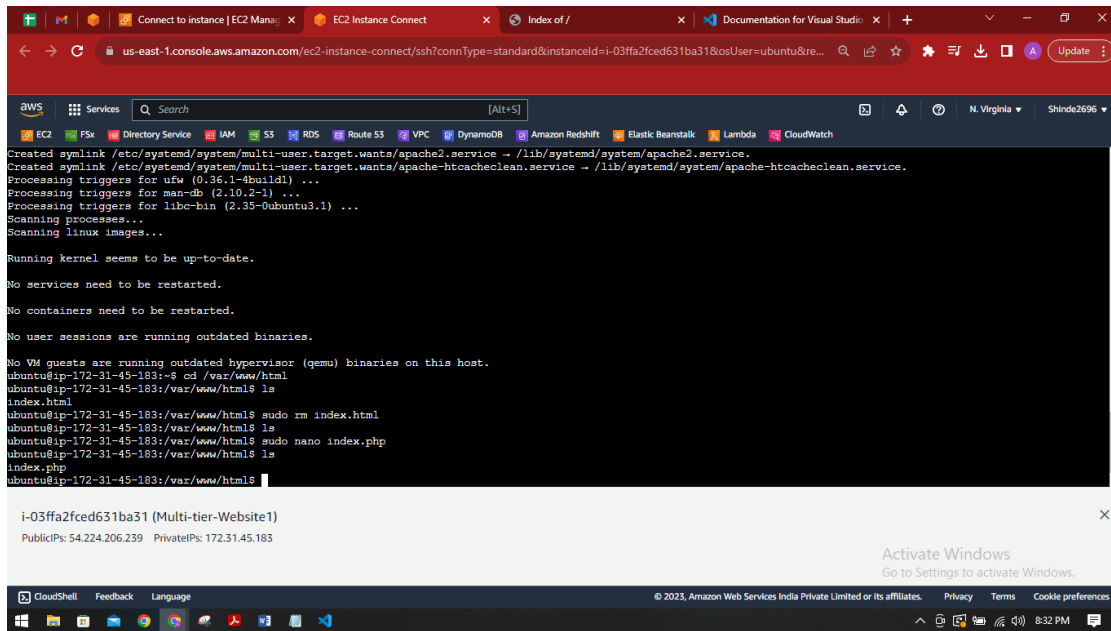 Connect to instance | EC2 Manag
EC2 Instance Connect
Index of /
Documentation for Visual Studio
us-east-1.console.aws.amazon.com/ec2-instance-connect/ssh?connType=standard&instanceId=i-03ffa2fced631ba31&osUser=ubuntu&re...
A
Update
aws
Services
Search
[Alt+S]
N. Virginia
Shinde2696
EC2
FSx
Directory Service
IAM
S3
RDS
Route 53
VPC
DynamoDB
Amazon Redshift
Elastic Beanstalk
Lambda
CloudWatch
Created symlink /etc/systemd/system/multi-user.target.wants/apache2.service → /lib/systemd/system/apache2.service.
Created symlink /etc/systemd/system/multi-user.target.wants/apache-htcacheclean.service → /lib/systemd/system/apache-htcacheclean.service.
Processing triggers for ufw (0.36.1-4build1) ...
Processing triggers for man-db (2.10.2-1) ...
Processing triggers for libc-bin (2.35-0ubuntu3.1) ...
Scanning processes...
Scanning linux images...
Running kernel seems to be up-to-date.
No services need to be restarted.
No containers need to be restarted.
No user sessions are running outdated binaries.
No VM guests are running outdated hypervisor (qemu) binaries on this host.
ubuntu@ip-172-31-45-183:~$ cd /var/www/html
ubuntu@ip-172-31-45-183:/var/www/html$ ls
index.html
ubuntu@ip-172-31-45-183:/var/www/html$ sudo rm index.html
ubuntu@ip-172-31-45-183:/var/www/html$ ls
ubuntu@ip-172-31-45-183:/var/www/html$ sudo nano index.php
ubuntu@ip-172-31-45-183:/var/www/html$ ls
index.php
ubuntu@ip-172-31-45-183:/var/www/html$
i-03ffa2fced631ba31 (Multi-tier-Website1)
PublicIPs: 54.224.206.239 PrivateIPs: 172.31.45.183
Activate Windows
Go to Settings to activate Windows.
CloudShell
Feedback
Language
© 2023, Amazon Web Services India Private Limited or its affiliates.
Privacy
Terms
Cookie preferences
8:32 PM